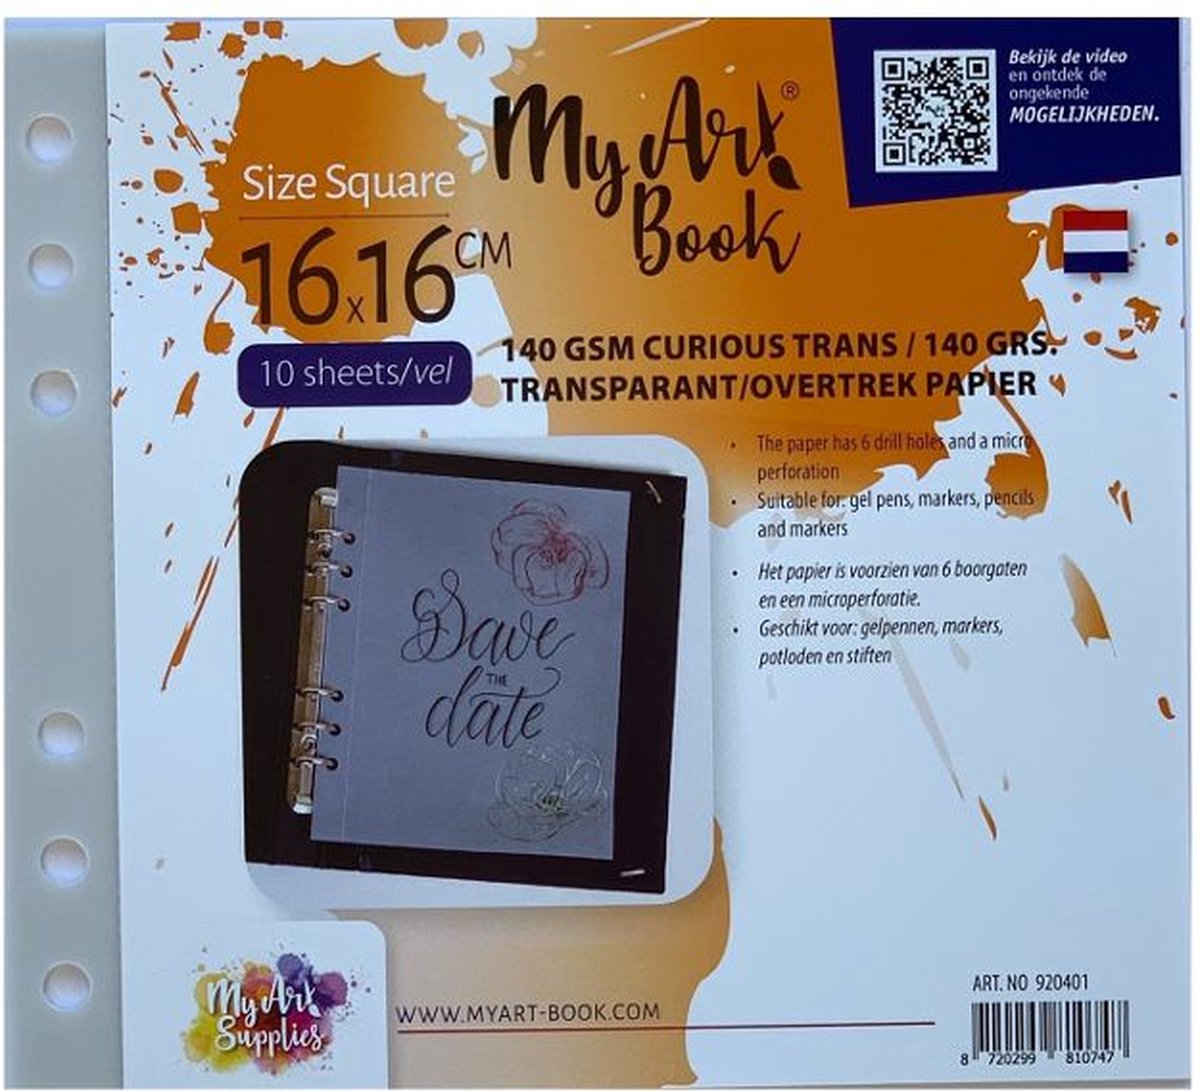 Bekijk de video
en ontdek de
ongekende
MOGELIJKHEDEN.
My Art
Book
®
Size Square
16x16 CM
10 sheets/vel
140 GSM CURIOUS TRANS / 140 GRS.
TRANSPARANT/OVERTREK PAPIER
• The paper has 6 drill holes and a micro
perforation
• Suitable for: gel pens, markers, pencils
and markers
• Het papier is voorzien van 6 boorgaten
en een microperforatie.
• Geschikt voor: gelpennen, markers,
potloden en stiften
Save
THE
date
My Art
Supplies
WWW.MYART-BOOK.COM
ART. NO 920401
8 720299 810747